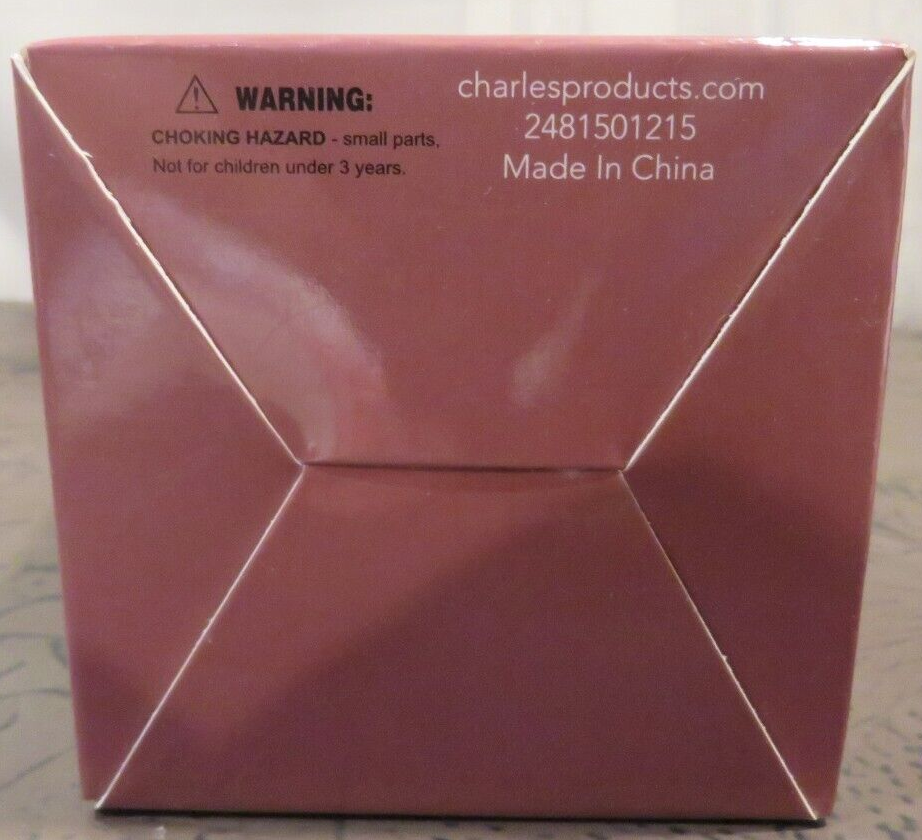 WARNING:
CHOKING HAZARD - small parts,
Not for children under 3 years.
charlesproducts.com
2481501215
Made In China